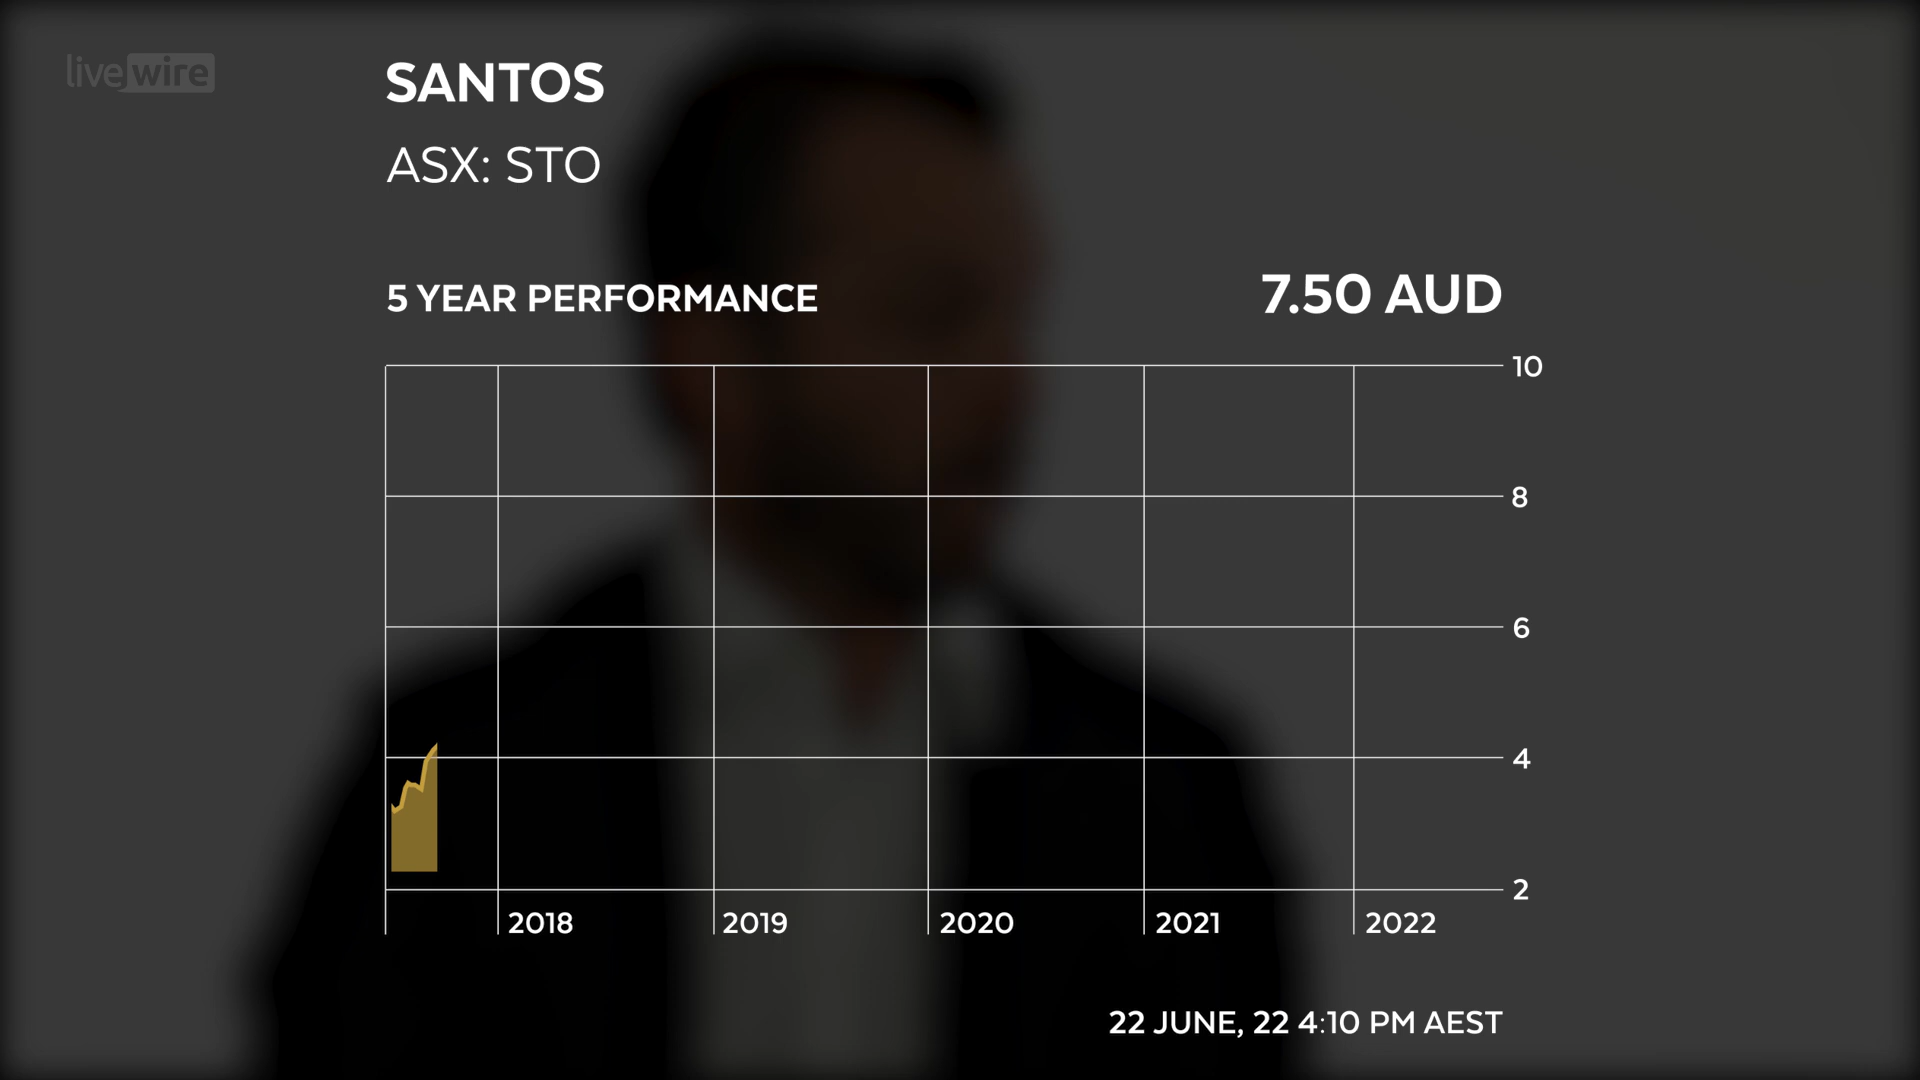 livewire
SANTOS
ASX: STO
5 YEAR PERFORMANCE
7.50 AUD
10
8
6
4
2
2018 2019 2020 2021 2022
22 JUNE, 22 4:10 PM AEST